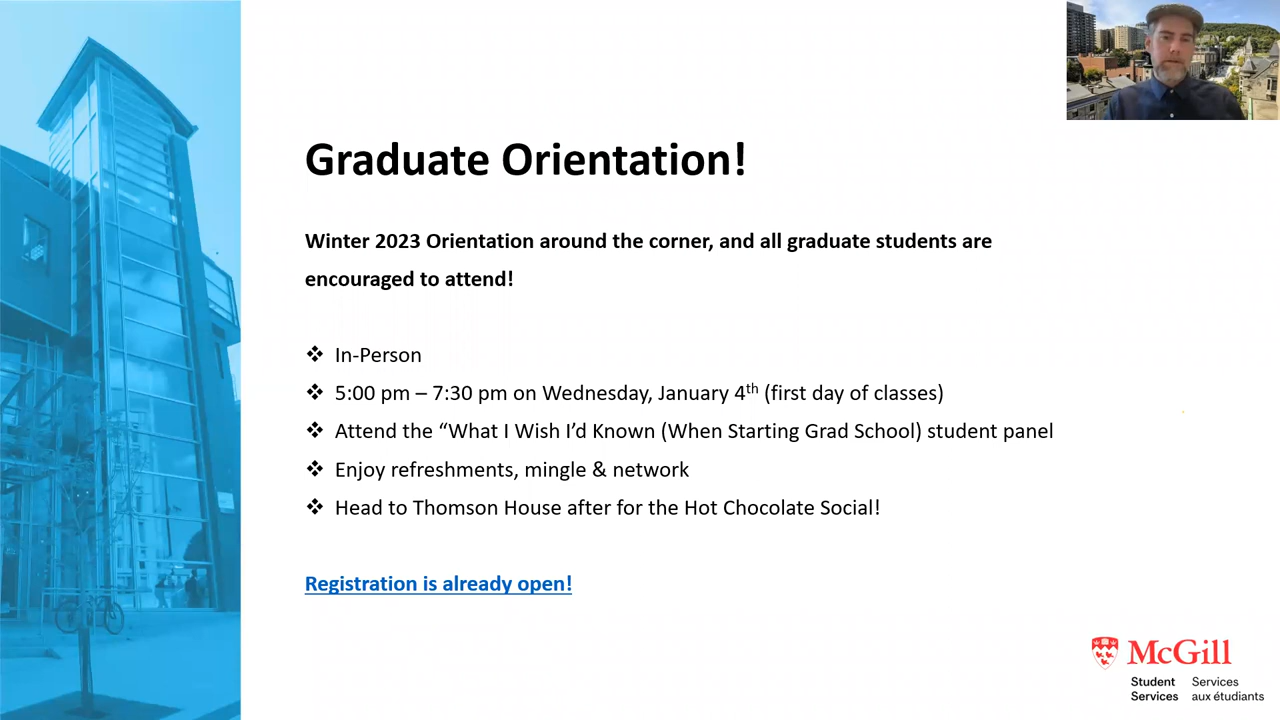 Graduate Orientation!
Winter 2023 Orientation around the corner, and all graduate students are
encouraged to attend!
❖ In-Person
❖ 5:00 pm – 7:30 pm on Wednesday, January 4th (first day of classes)
❖ Attend the “What I Wish I’d Known (When Starting Grad School) student panel
❖ Enjoy refreshments, mingle & network
❖ Head to Thomson House after for the Hot Chocolate Social!
Registration is already open!
McGill
Student Services
Services aux étudiants